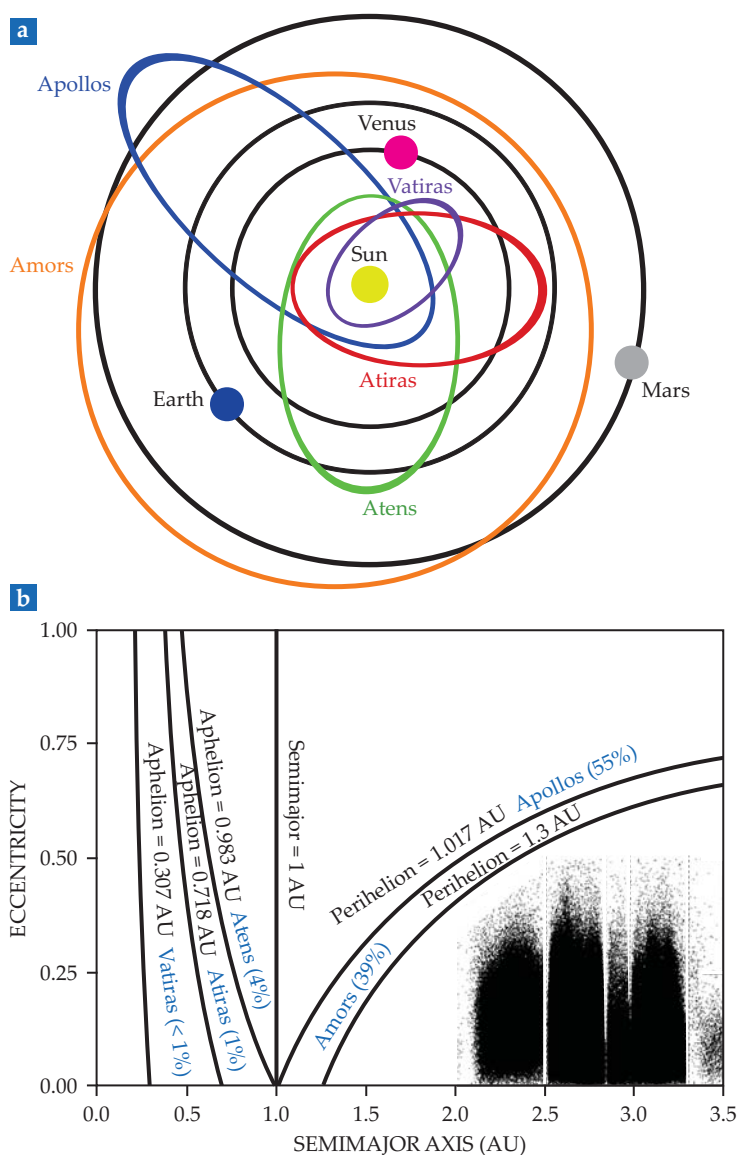 a
Apollos
Venus
Vatiras
Amors
Sun
Atiras
Earth
Mars
Atens
b
1.00
0.75
0.50
0.25
0.00
ECCENTRICITY
Aphelion = 0.307 AU Vatiras (< 1%)
Aphelion = 0.718 AU Atiras (1%)
Aphelion = 0.983 AU Atens (4%)
Semimajor = 1 AU
Perihelion = 1.017 AU Apollos (55%)
Perihelion = 1.3 AU
Amors (39%)
0.0 0.5 1.0 1.5 2.0 2.5 3.0 3.5
SEMIMAJOR AXIS (AU)